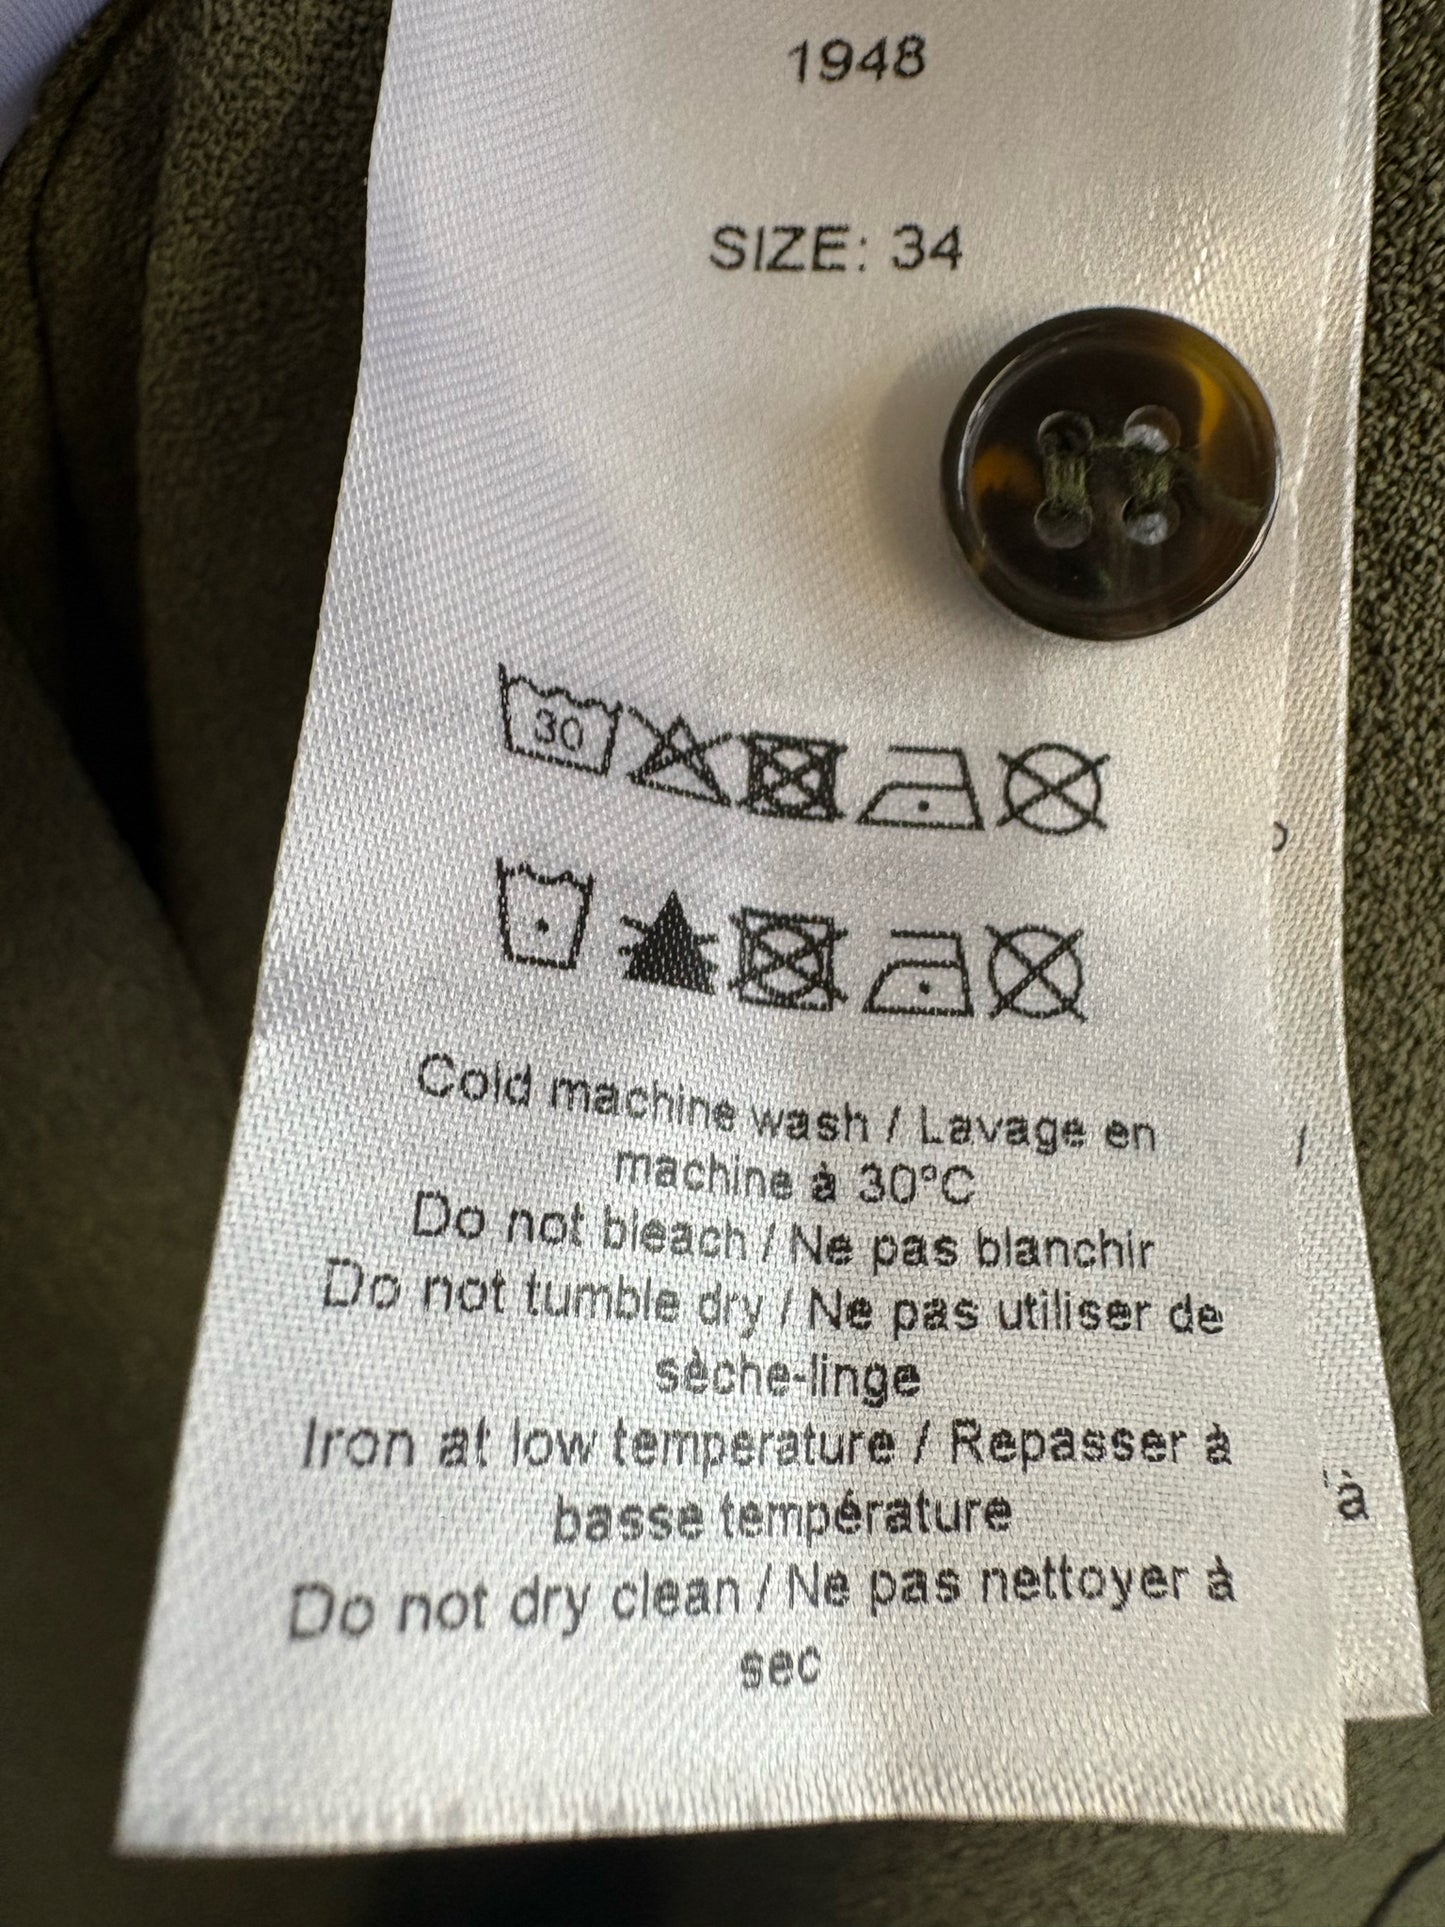 1948
SIZE: 34
30
Cold machine wash / Lavage en
machine à 30°C
Do not bleach / Ne pas blanchir
Do not tumble dry / Ne pas utiliser de
sèche-linge
Iron at low temperature / Repasser à
basse température
Do not dry clean / Ne pas nettoyer à
sec
/
à